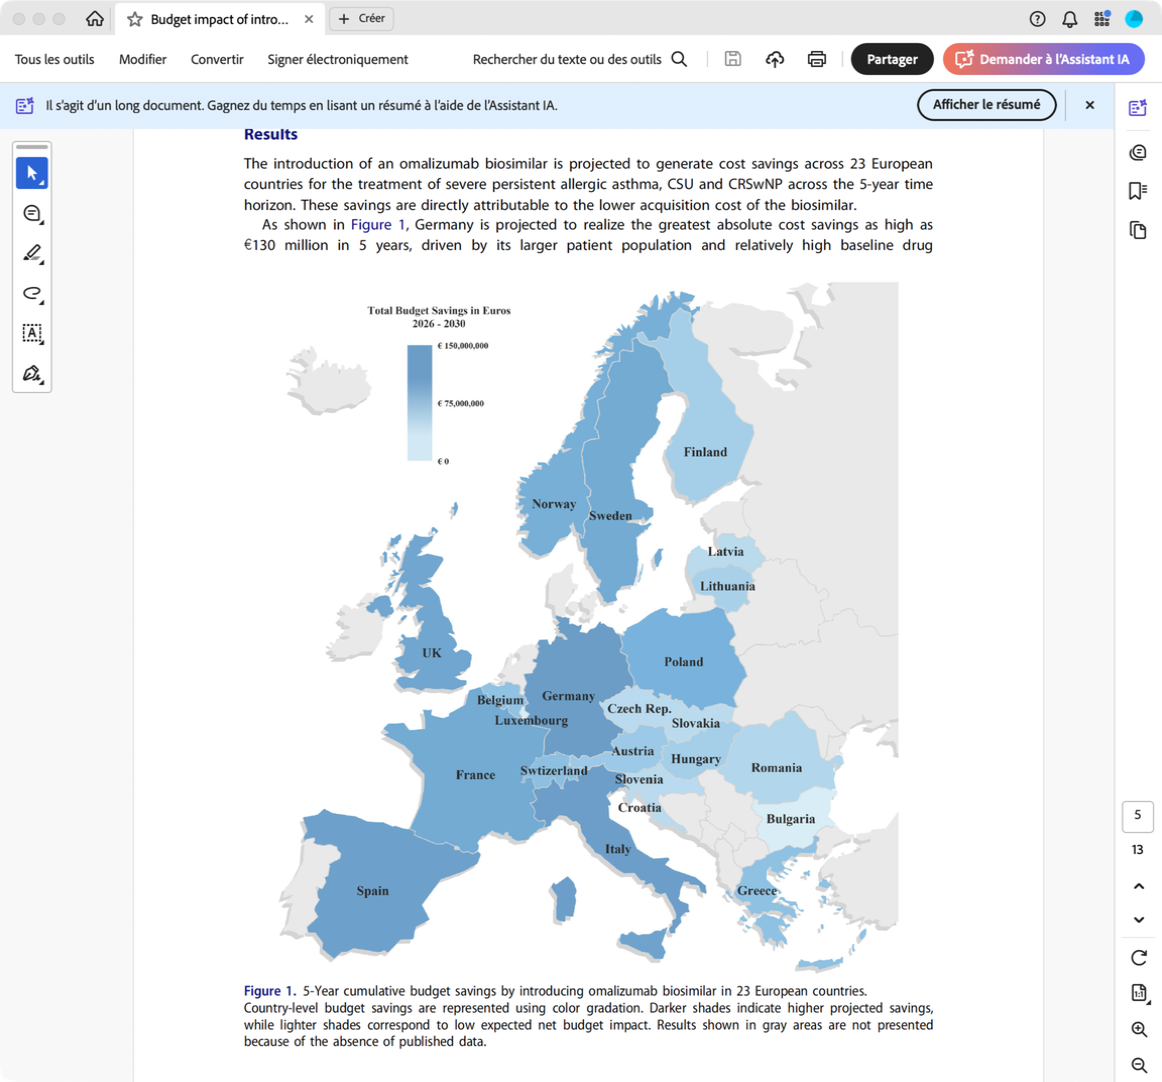 Budget impact of intro...
Créer
Tous les outils
Modifier
Convertir
Signer électroniquement
Rechercher du texte ou des outils
Partager
Demander à l'Assistant IA
Il s'agit d'un long document. Gagnez du temps en lisant un résumé à l'aide de l'Assistant IA.
Afficher le résumé
Results
The introduction of an omalizumab biosimilar is projected to generate cost savings across 23 European
countries for the treatment of severe persistent allergic asthma, CSU and CRSwNP across the 5-year time
horizon. These savings are directly attributable to the lower acquisition cost of the biosimilar.
As shown in Figure 1, Germany is projected to realize the greatest absolute cost savings as high as
€130 million in 5 years, driven by its larger patient population and relatively high baseline drug
Total Budget Savings in Euros
2026 - 2030
€ 150,000,000
€ 75,000,000
€ 0
Finland
Norway
Sweden
Latvia
Lithuania
UK
Poland
Germany
Belgium
Czech Rep.
Luxembourg
Slovakia
Austria
Hungary
France
Swtizerland
Romania
Slovenia
Croatia
Bulgaria
Italy
Spain
Greece
Figure 1. 5-Year cumulative budget savings by introducing omalizumab biosimilar in 23 European countries.
Country-level budget savings are represented using color gradation. Darker shades indicate higher projected savings,
while lighter shades correspond to low expected net budget impact. Results shown in gray areas are not presented
because of the absence of published data.
5
13
1:1